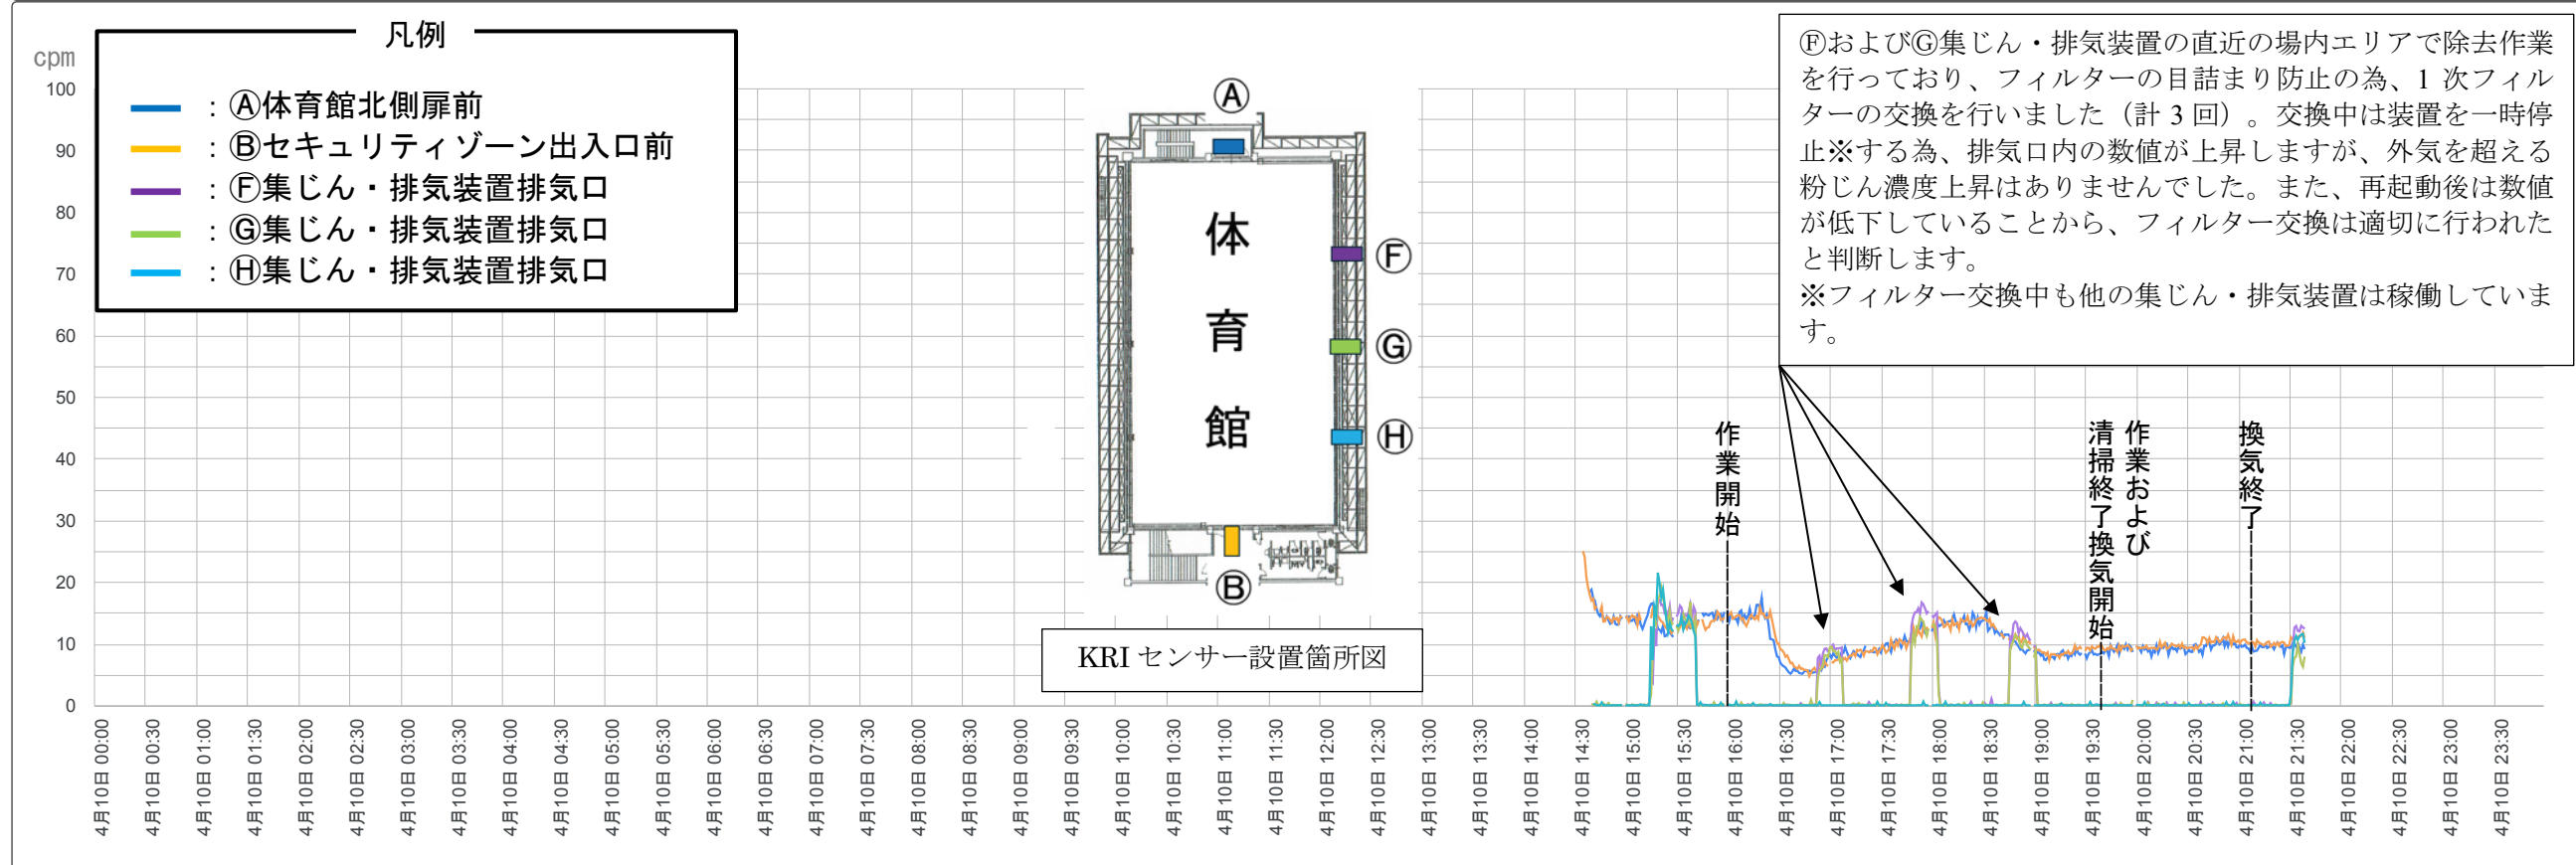 凡例
：Ⓐ体育館北側扉前
：Ⓑセキュリティゾーン出入口前
：Ⓕ集じん・排気装置排気口
：Ⓖ集じん・排気装置排気口
：Ⓗ集じん・排気装置排気口
Ⓕおよび Ⓖ集じん・排気装置の直近の場内エリアで除去作業
を行っており、フィルターの目詰まり防止の為、1 次フィル
ターの交換を行いました（計 3 回）。交換中は装置を一時停
止※する為、排気口内の数値が上昇しますが、外気を超える
粉じん濃度上昇はありませんでした。また、再起動後は数値
が低下していることから、フィルター交換は適切に行われた
と判断します。
※フィルター交換中も他の集じん・排気装置は稼働していま
す。
cpm
100
90
80
70
60
50
40
30
20
10
0
Ⓐ
体育館
Ⓕ
Ⓖ
Ⓗ
Ⓑ
KRI センサー設置箇所図
作業開始
作業および
清掃終了換気開始
換気終了
4月10日 00:00
4月10日 00:30
4月10日 01:00
4月10日 01:30
4月10日 02:00
4月10日 02:30
4月10日 03:00
4月10日 03:30
4月10日 04:00
4月10日 04:30
4月10日 05:00
4月10日 05:30
4月10日 06:00
4月10日 06:30
4月10日 07:00
4月10日 07:30
4月10日 08:00
4月10日 08:30
4月10日 09:00
4月10日 09:30
4月10日 10:00
4月10日 10:30
4月10日 11:00
4月10日 11:30
4月10日 12:00
4月10日 12:30
4月10日 13:00
4月10日 13:30
4月10日 14:00
4月10日 14:30
4月10日 15:00
4月10日 15:30
4月10日 16:00
4月10日 16:30
4月10日 17:00
4月10日 17:30
4月10日 18:00
4月10日 18:30
4月10日 19:00
4月10日 19:30
4月10日 20:00
4月10日 20:30
4月10日 21:00
4月10日 21:30
4月10日 22:00
4月10日 22:30
4月10日 23:00
4月10日 23:30